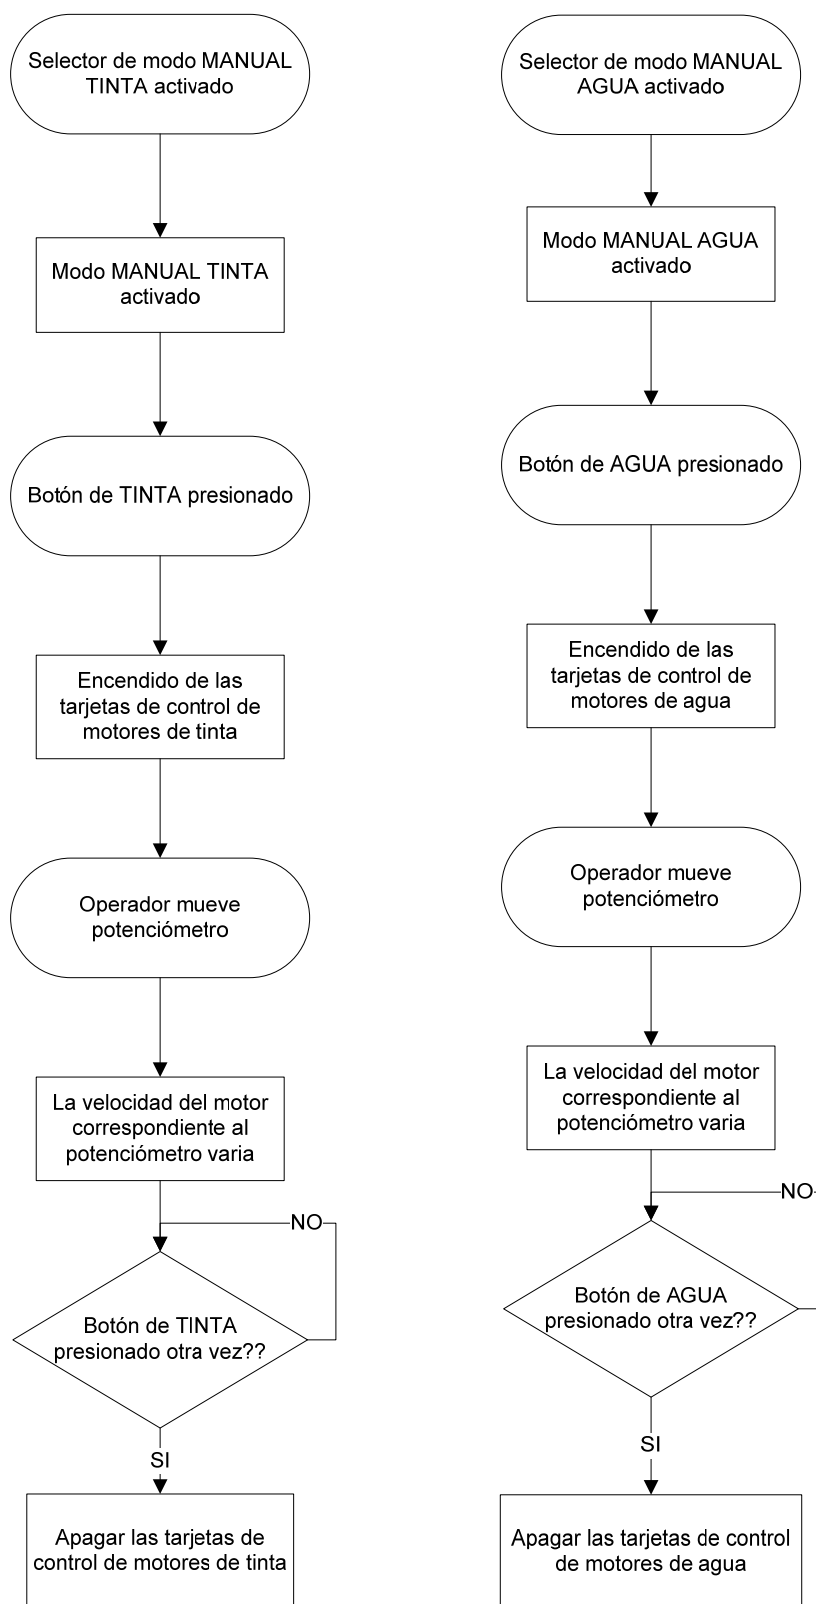 Selector de modo MANUAL
TINTA activado
Modo MANUAL TINTA
activado
Botón de TINTA presionado
Encendido de las
tarjetas de control de
motores de tinta
Operador mueve
potenciómetro
La velocidad del motor
correspondiente al
potenciómetro varia
NO
Botón de TINTA
presionado otra vez??
SI
Apagar las tarjetas de
control de motores de tinta
Selector de modo MANUAL
AGUA activado
Modo MANUAL AGUA
activado
Botón de AGUA presionado
Encendido de las
tarjetas de control de
motores de agua
Operador mueve
potenciómetro
La velocidad del motor
correspondiente al
potenciómetro varia
NO
Botón de AGUA
presionado otra vez??
SI
Apagar las tarjetas de control
de motores de agua